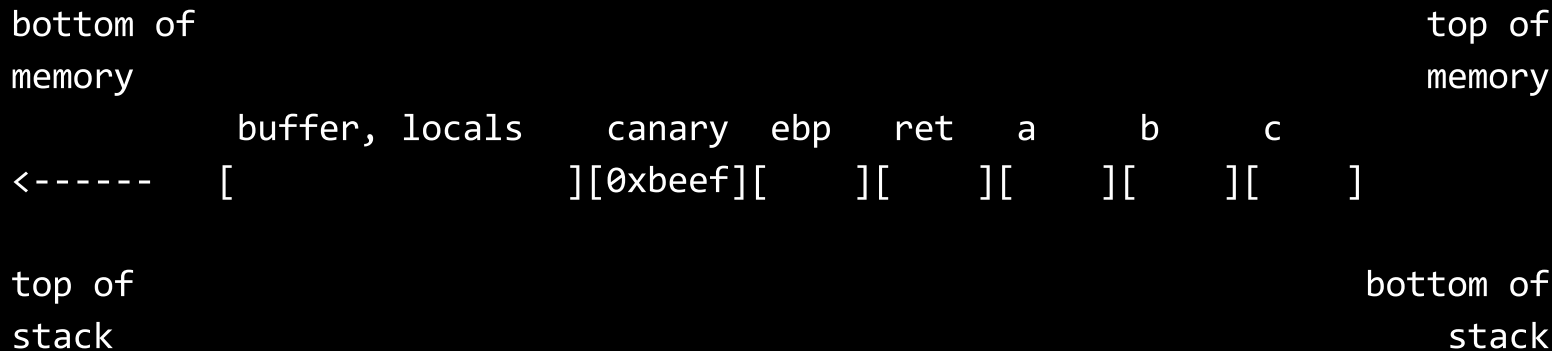 bottom of                                                            top of
memory                                                               memory
           buffer, locals    canary  ebp   ret   a     b     c
<------   [                ][0xbeef][    ][    ][    ][    ][    ]
top of                                                            bottom of
stack                                                                 stack